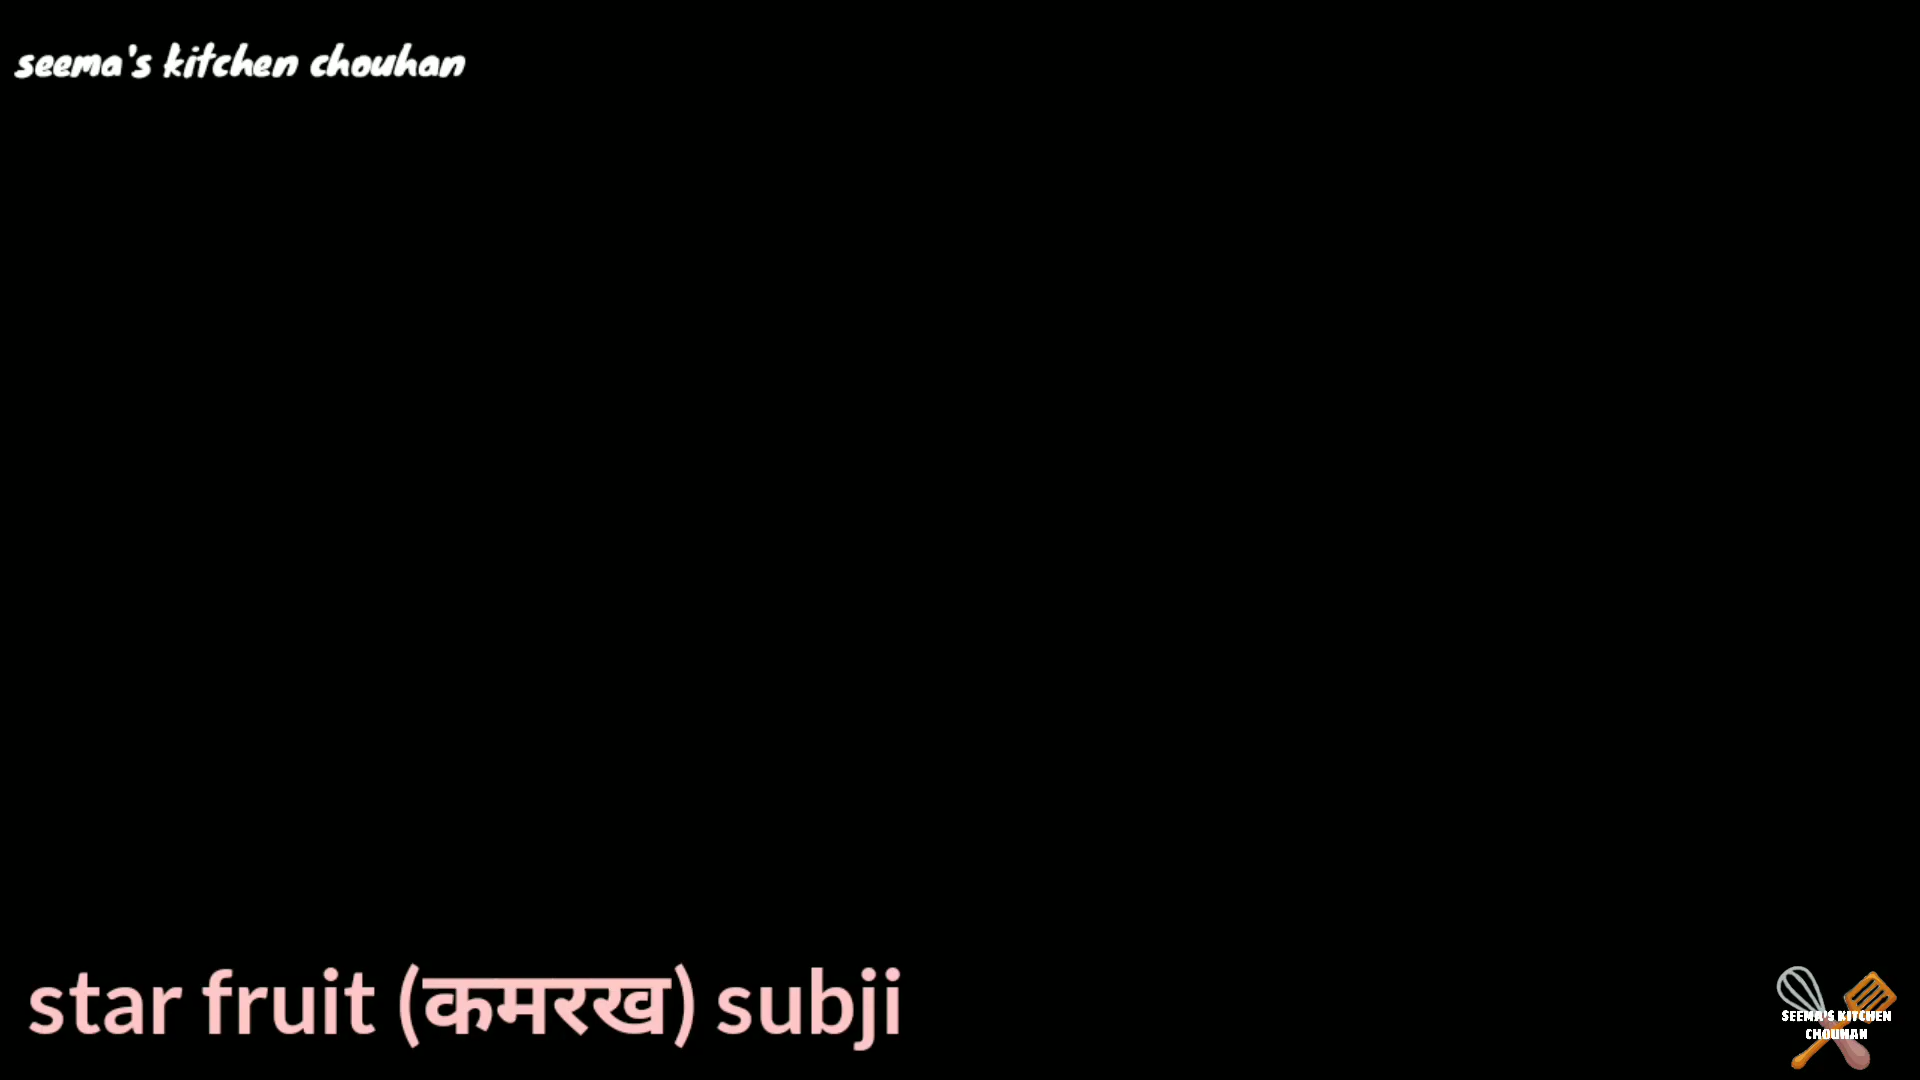 seema's kitchen chouhan
star fruit (कमरख) subji
SEEMA'S KITCHEN
CHOUHAN